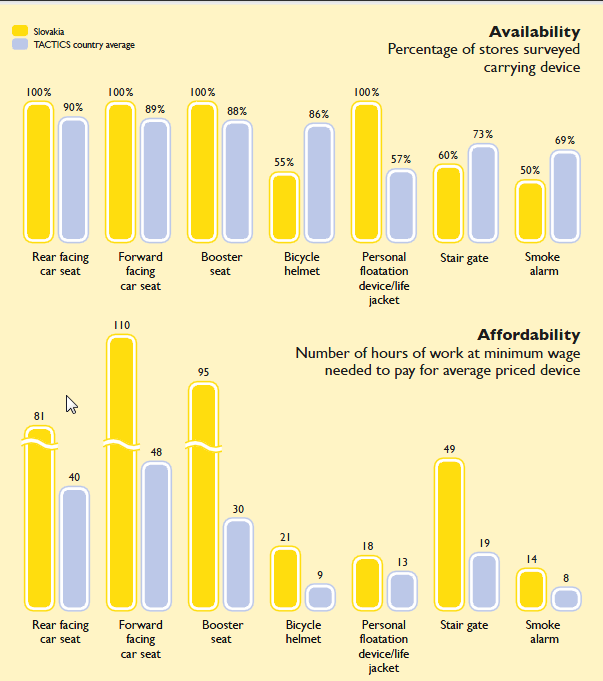 Slovakia
TACTICS country average
Availability
Percentage of stores surveyed
carrying device
100% 90% 100% 89% 100% 88% 55% 86% 100% 57% 60% 73% 50% 69%
Rear facing
car seat
Forward
facing
car seat
Booster
seat
Bicycle
helmet
Personal
floatation
device/life
jacket
Stair gate
Smoke
alarm
Affordability
Number of hours of work at minimum wage
needed to pay for average priced device
81 40 110 48 95 30 21 9 18 13 49 19 14 8
Rear facing
car seat
Forward
facing
car seat
Booster
seat
Bicycle
helmet
Personal
floatation
device/life
jacket
Stair gate
Smoke
alarm